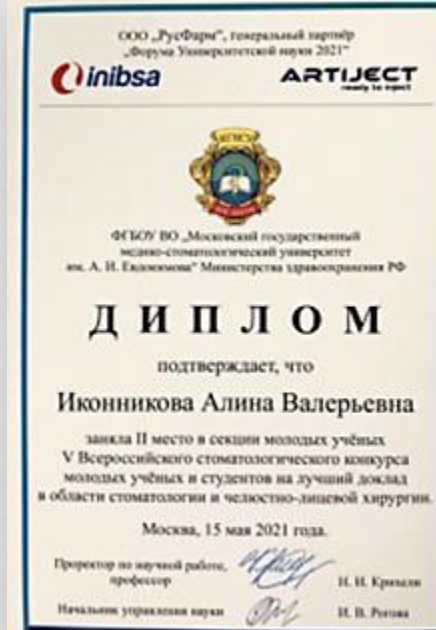 ООО „РусФарм", генеральный партнёр
„Форума Университетской науки 2021"
inibsa
ARTIJECT
ready to inject
МГМСУ
ФГБОУ ВО „Московский государственный
медико-стоматологический университет
им. А. И. Евдокимова" Министерства здравоохранения РФ
ДИПЛОМ
подтверждает, что
Иконникова Алина Валерьевна
заняла II место в секции молодых учёных
V Всероссийского стоматологического конкурса
молодых учёных и студентов на лучший доклад
в области стоматологии и челюстно-лицевой хирургии.
Москва, 15 мая 2021 года.
Проректор по научной работе,
профессор
Н. И. Крихели
Начальник управления науки
И. В. Рогова